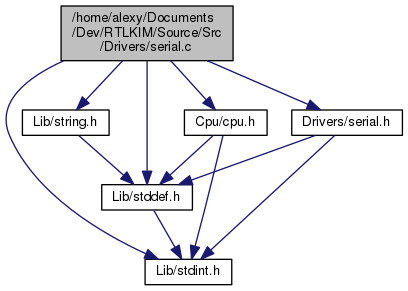 /home/alexy/Documents
/Dev/RTLKIM/Source/Src
/Drivers/serial.c
Lib/string.h
Cpu/cpu.h
Drivers/serial.h
Lib/stddef.h
Lib/stdint.h